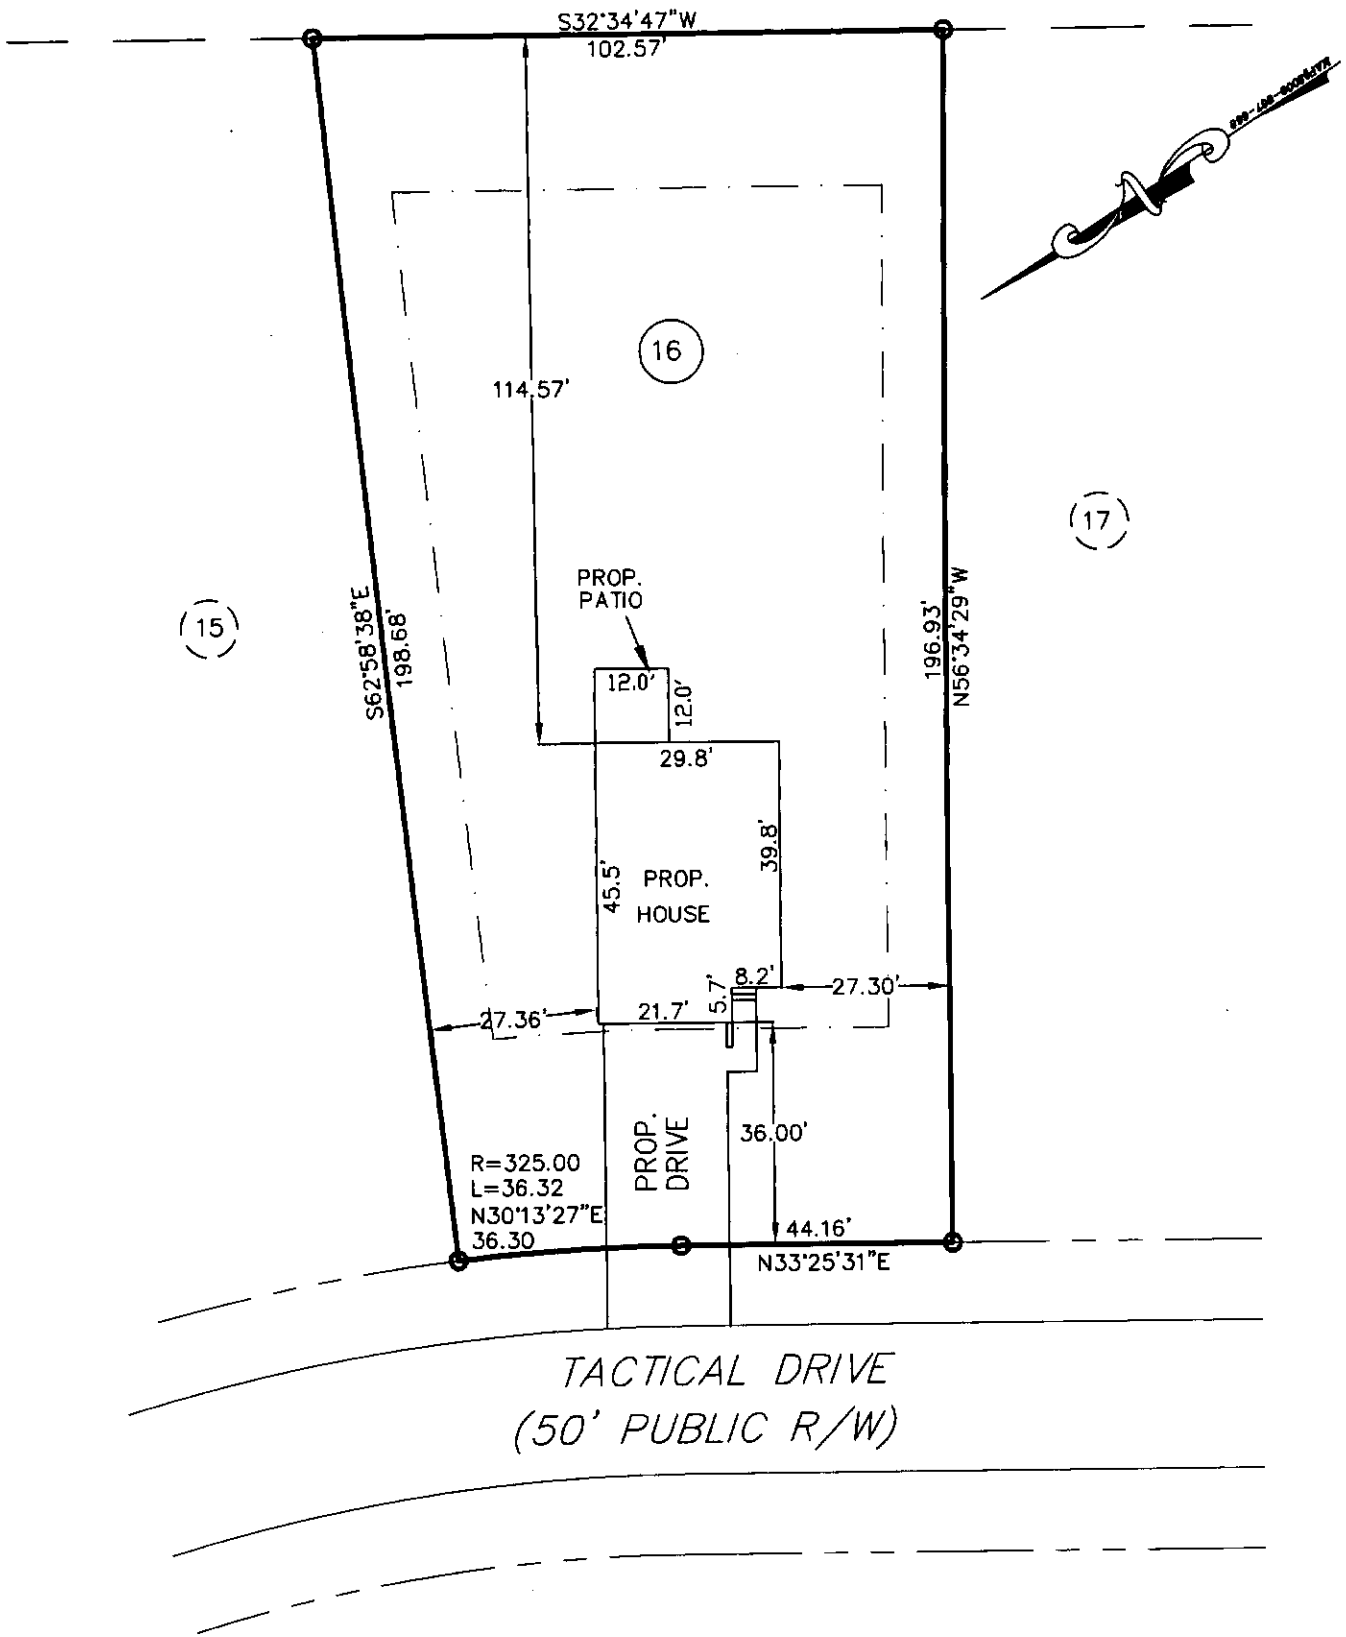 S32°34'47"W
102.57'
N
16
114.57'
17
PROP.
PATIO
15
S62°58'38"E
198.68'
196.93'
N56°34'29"W
12.0'
12.0'
29.8'
39.8'
45.5'
PROP.
HOUSE
8.2'
5.7'
27.30'
21.7'
27.36'
PROP.
DRIVE
36.00'
R=325.00
L=36.32
N30°13'27"E
36.30
44.16'
N33°25'31"E
TACTICAL DRIVE
(50' PUBLIC R/W)